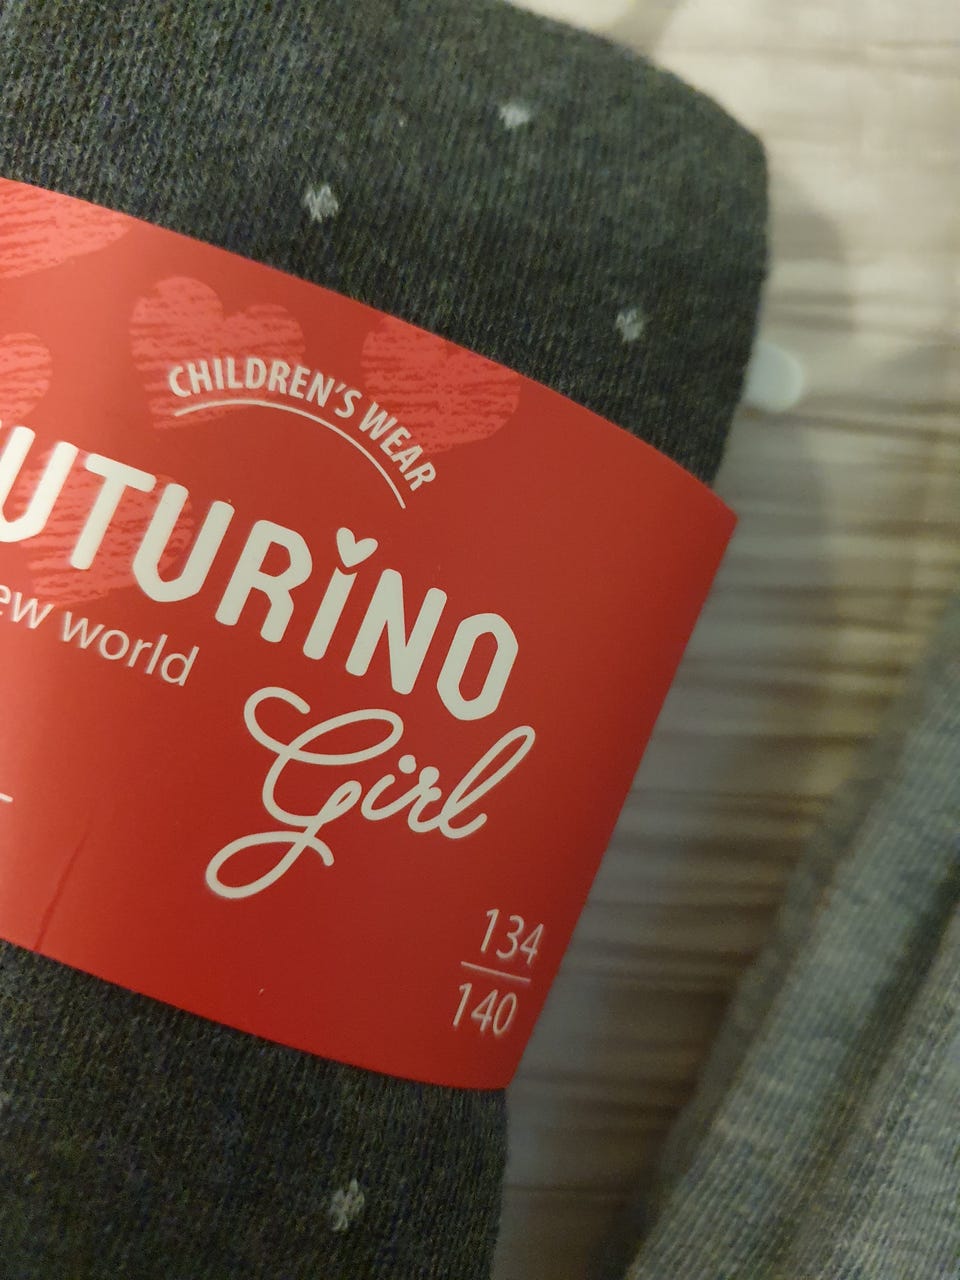 CHILDREN'S WEAR
UTURINO
ew world
Girl
134
140